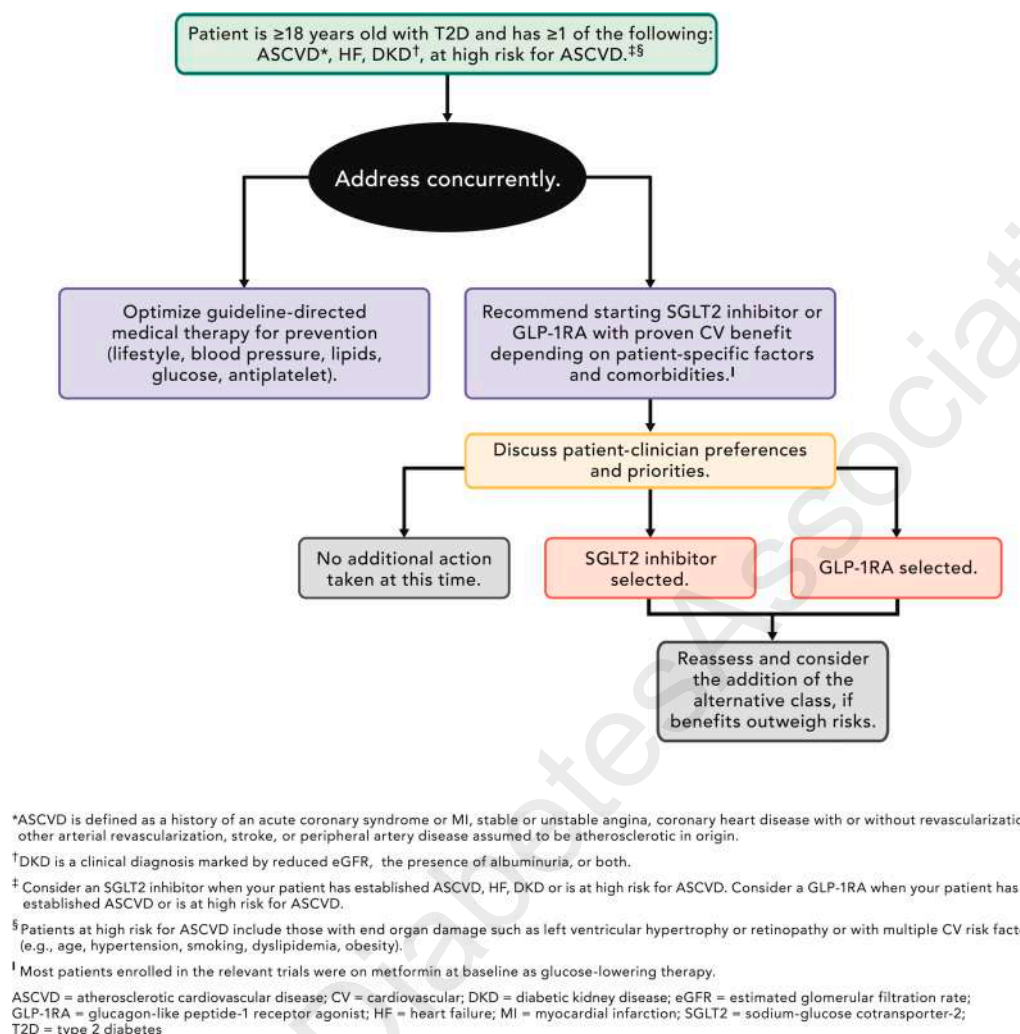 Patient is ≥18 years old with T2D and has ≥1 of the following:
ASCVD*, HF, DKD†, at high risk for ASCVD.‡§
Address concurrently.
Optimize guideline-directed
medical therapy for prevention
(lifestyle, blood pressure, lipids,
glucose, antiplatelet).
Recommend starting SGLT2 inhibitor or
GLP-1RA with proven CV benefit
depending on patient-specific factors
and comorbidities.ǀ
Discuss patient-clinician preferences
and priorities.
No additional action
taken at this time.
SGLT2 inhibitor
selected.
GLP-1RA selected.
Reassess and consider
the addition of the
alternative class, if
benefits outweigh risks.
*ASCVD is defined as a history of an acute coronary syndrome or MI, stable or unstable angina, coronary heart disease with or without revascularizatio
other arterial revascularization, stroke, or peripheral artery disease assumed to be atherosclerotic in origin.
†DKD is a clinical diagnosis marked by reduced eGFR, the presence of albuminuria, or both.
‡ Consider an SGLT2 inhibitor when your patient has established ASCVD, HF, DKD or is at high risk for ASCVD. Consider a GLP-1RA when your patient has
established ASCVD or is at high risk for ASCVD.
§ Patients at high risk for ASCVD include those with end organ damage such as left ventricular hypertrophy or retinopathy or with multiple CV risk facto
(e.g., age, hypertension, smoking, dyslipidemia, obesity).
ǀ Most patients enrolled in the relevant trials were on metformin at baseline as glucose-lowering therapy.
ASCVD = atherosclerotic cardiovascular disease; CV = cardiovascular; DKD = diabetic kidney disease; eGFR = estimated glomerular filtration rate;
GLP-1RA = glucagon-like peptide-1 receptor agonist; HF = heart failure; MI = myocardial infarction; SGLT2 = sodium-glucose cotransporter-2;
T2D = type 2 diabetes
DiabetesAssociati